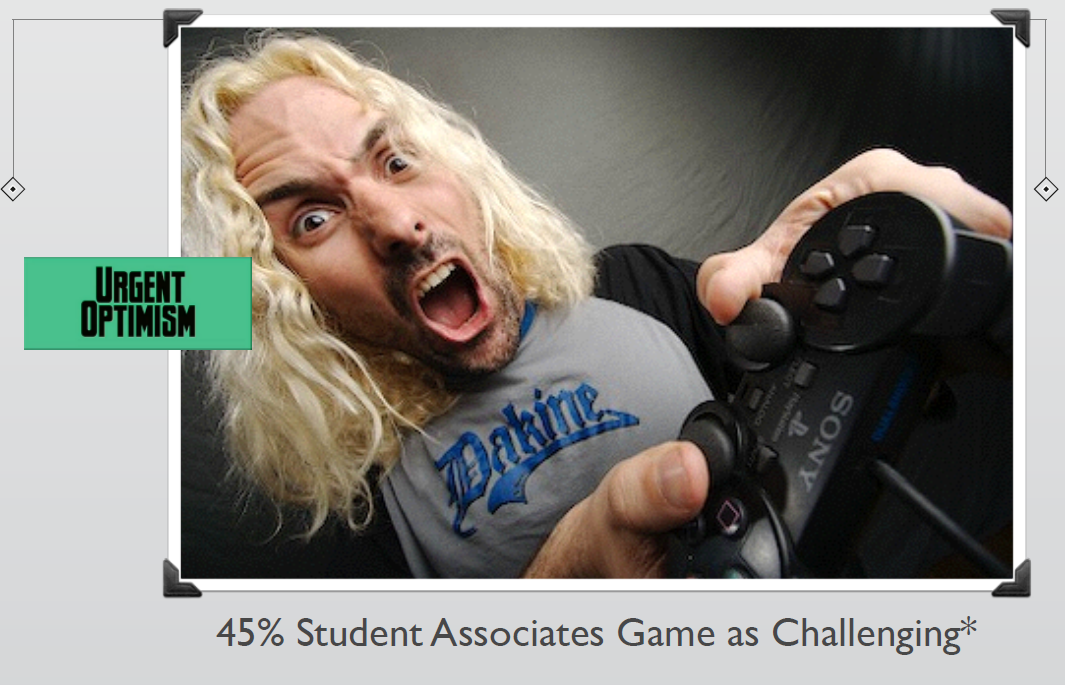 URGENT
OPTIMISM
Dakine
SONY
45% Student Associates Game as Challenging*